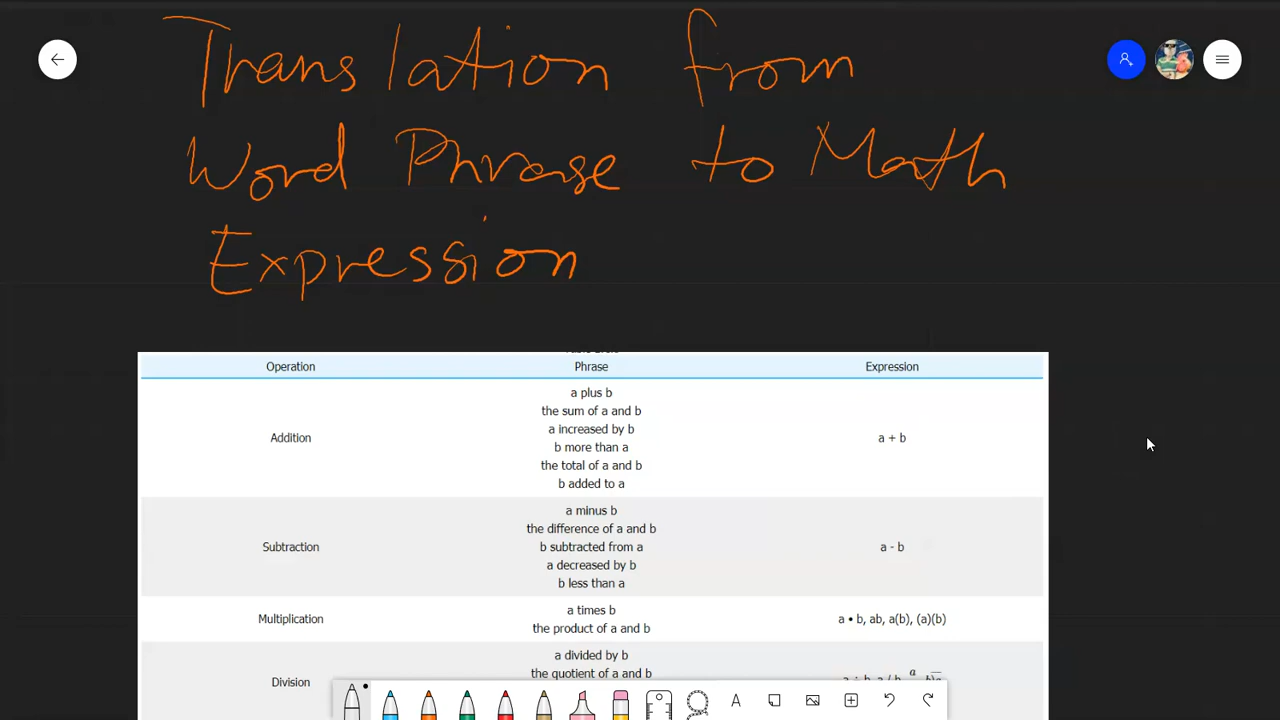 Translation from
Word Phrase to Math
Expression
Operation Phrase Expression
a plus b
the sum of a and b
a increased by b
Addition b more than a a + b
the total of a and b
b added to a
a minus b
the difference of a and b
Subtraction b subtracted from a a - b
a decreased by b
b less than a
a times b
Multiplication a • b, ab, a(b), (a)(b)
the product of a and b
a divided by b
the quotient of a and b
Division
A